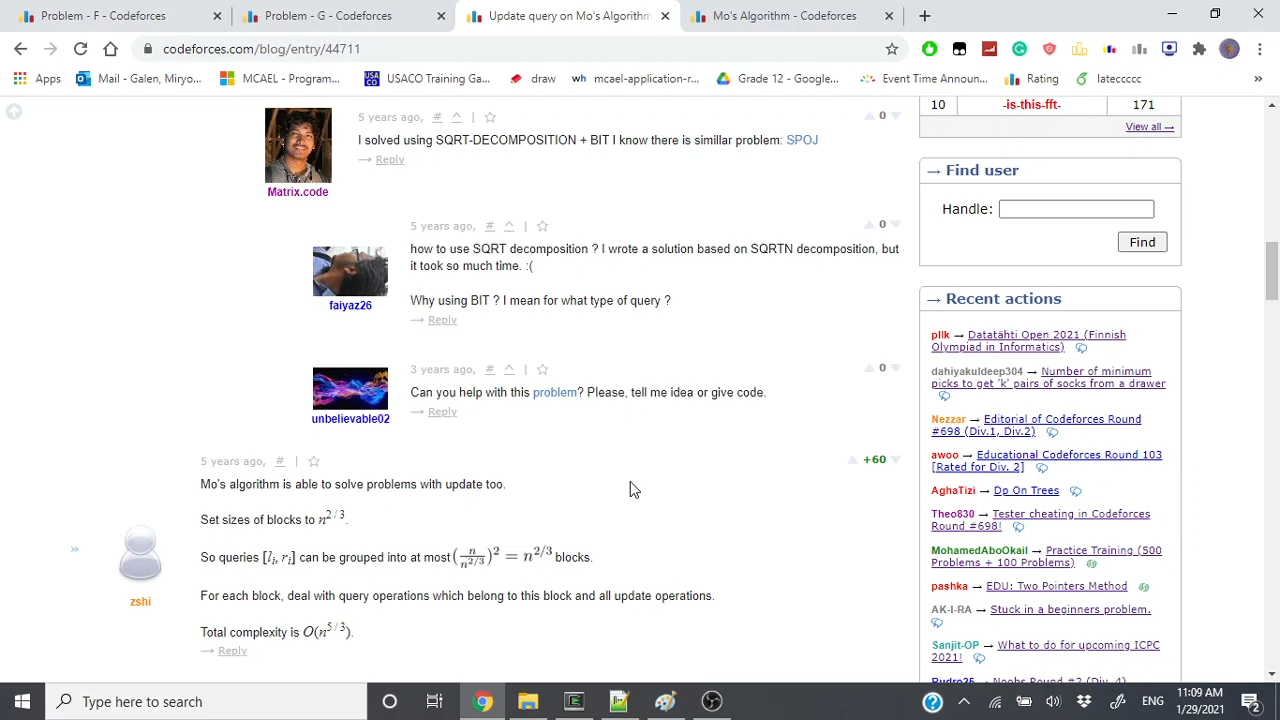 Problem - F - Codeforces
Problem - G - Codeforces
Update query on Mo's Algorithm
Mo's Algorithm - Codeforces
codeforces.com/blog/entry/44711
Apps
Mail - Galen, Miryo...
MCAEL - Program...
USACO Training Ga...
draw
mcael-application-r...
Grade 12 - Google...
Event Time Announ...
Rating
lateccccc
»
5 years ago, # ^ | 0
I solved using SQRT-DECOMPOSITION + BIT I know there is simillar problem: SPOJ
→ Reply
Matrix.code
5 years ago, # ^ | 0
how to use SQRT decomposition ? I wrote a solution based on SQRTN decomposition, but
it took so much time. :(
Why using BIT ? I mean for what type of query ?
→ Reply
faiyaz26
3 years ago, # ^ | 0
Can you help with this problem? Please, tell me idea or give code.
→ Reply
unbelievable02
5 years ago, # | +60
Mo's algorithm is able to solve problems with update too.
Set sizes of blocks to n^{2/3}.
So queries [l_i, r_i] can be grouped into at most (n/n^{2/3})^2 = n^{2/3} blocks.
For each block, deal with query operations which belong to this block and all update operations.
Total complexity is O(n^{5/3}).
→ Reply
»
zshi
10 -is-this-fft- 171
View all →
→ Find user
Handle:
Find
→ Recent actions
pllk → Datatähti Open 2021 (Finnish
Olympiad in Informatics)
dahiyakuldeep304 → Number of minimum
picks to get 'k' pairs of socks from a drawer
Nezzar → Editorial of Codeforces Round
#698 (Div.1, Div.2)
awoo → Educational Codeforces Round 103
[Rated for Div. 2]
AghaTizi → Dp On Trees
Theo830 → Tester cheating in Codeforces
Round #698!
MohamedAboOkail → Practice Training (500
Problems + 100 Problems)
pashka → EDU: Two Pointers Method
AK-I-RA → Stuck in a beginners problem.
Sanjit-OP → What to do for upcoming ICPC
2021!
Rudro25 → Noobs Round #2 (Div. 4)
Type here to search
ENG
11:09 AM
1/29/2021
2